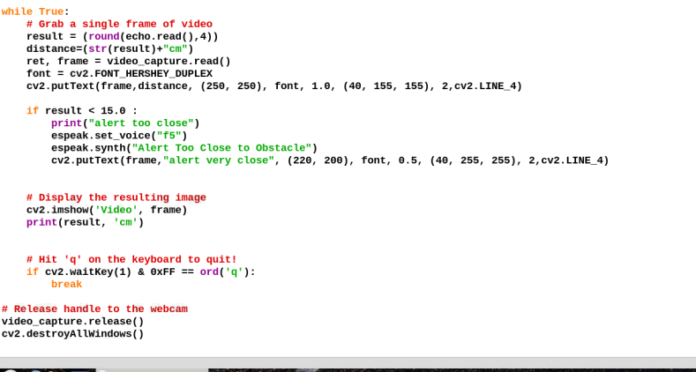 while True:
    # Grab a single frame of video
    result = (round(echo.read(),4))
    distance=(str(result)+"cm")
    ret, frame = video_capture.read()
    font = cv2.FONT_HERSHEY_DUPLEX
    cv2.putText(frame,distance, (250, 250), font, 1.0, (40, 155, 155), 2,cv2.LINE_4)
    if result < 15.0 :
        print("alert too close")
        espeak.set_voice("f5")
        espeak.synth("Alert Too Close to Obstacle")
        cv2.putText(frame,"alert very close", (220, 200), font, 0.5, (40, 255, 255), 2,cv2.LINE_4)
    # Display the resulting image
    cv2.imshow('Video', frame)
    print(result, 'cm')
    # Hit 'q' on the keyboard to quit!
    if cv2.waitKey(1) & 0xFF == ord('q'):
        break
# Release handle to the webcam
video_capture.release()
cv2.destroyAllWindows()